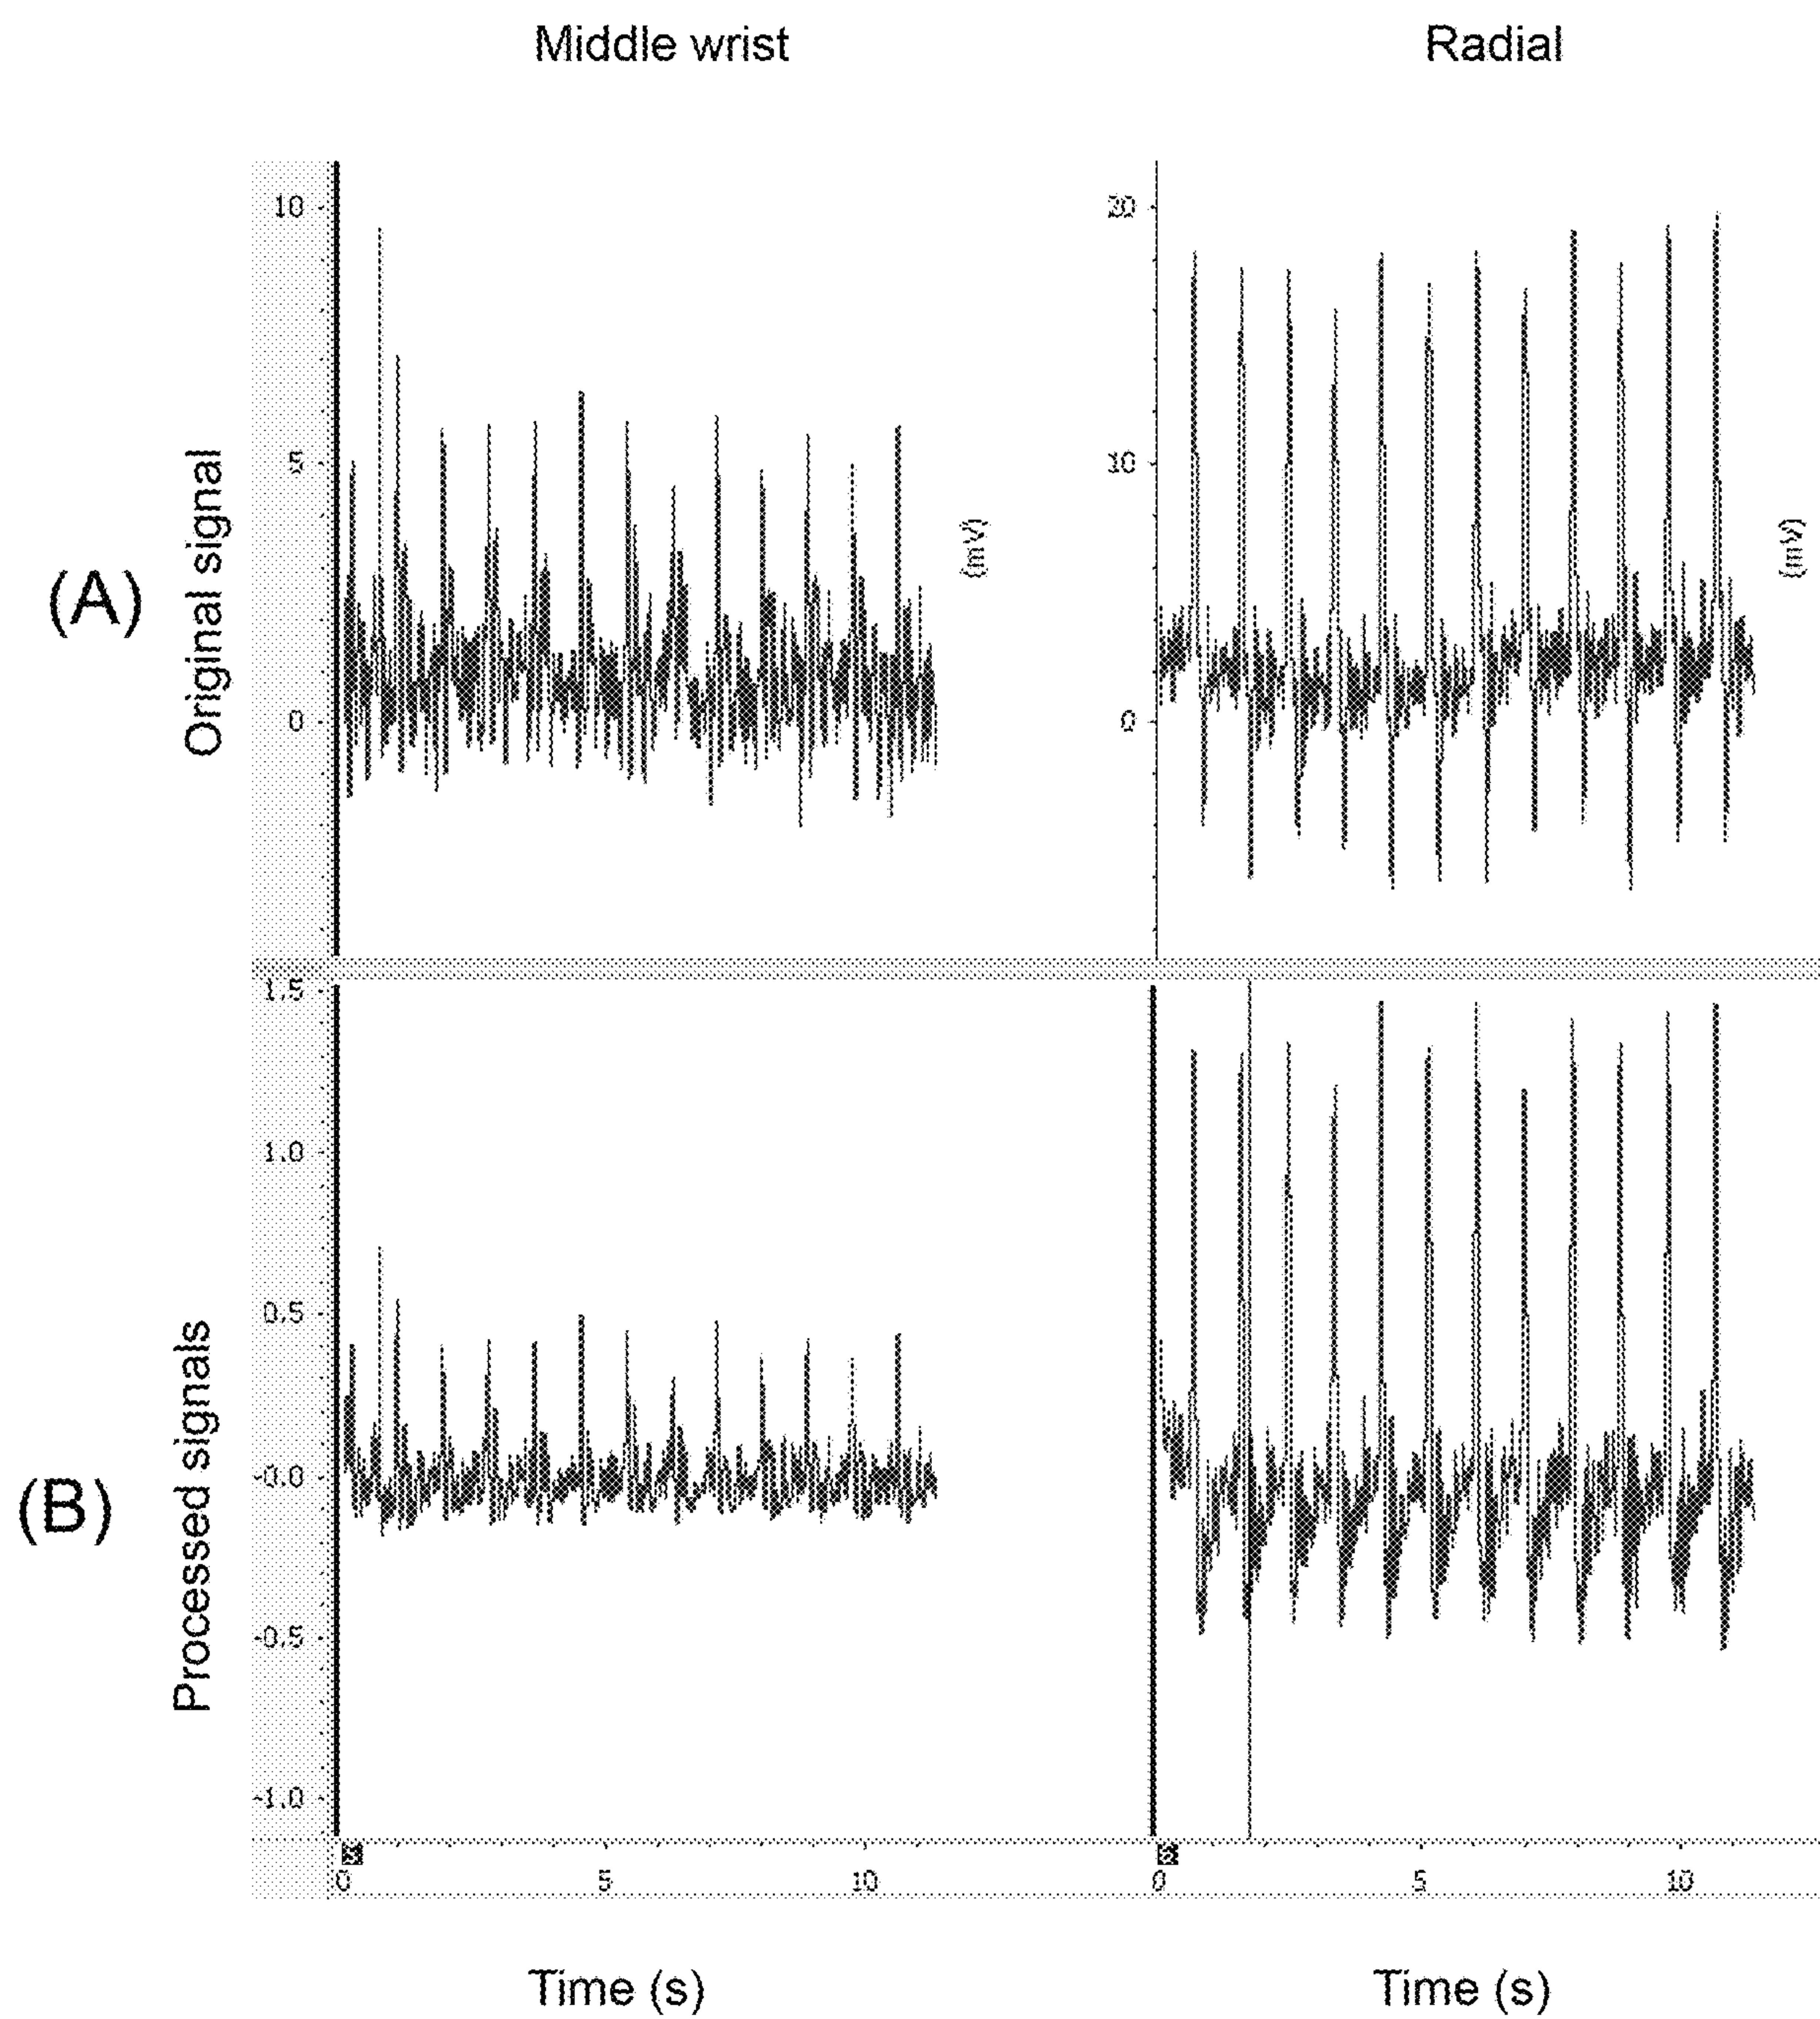 Middle wrist Radial
10
5
0
20
10
0
(mV)
(mV)
(A)
Original signal
1.5
1.0
0.5
-0.0
-0.5
-1.0
(B)
Processed signals
0 5 10
0 5 10
Time (s) Time (s)